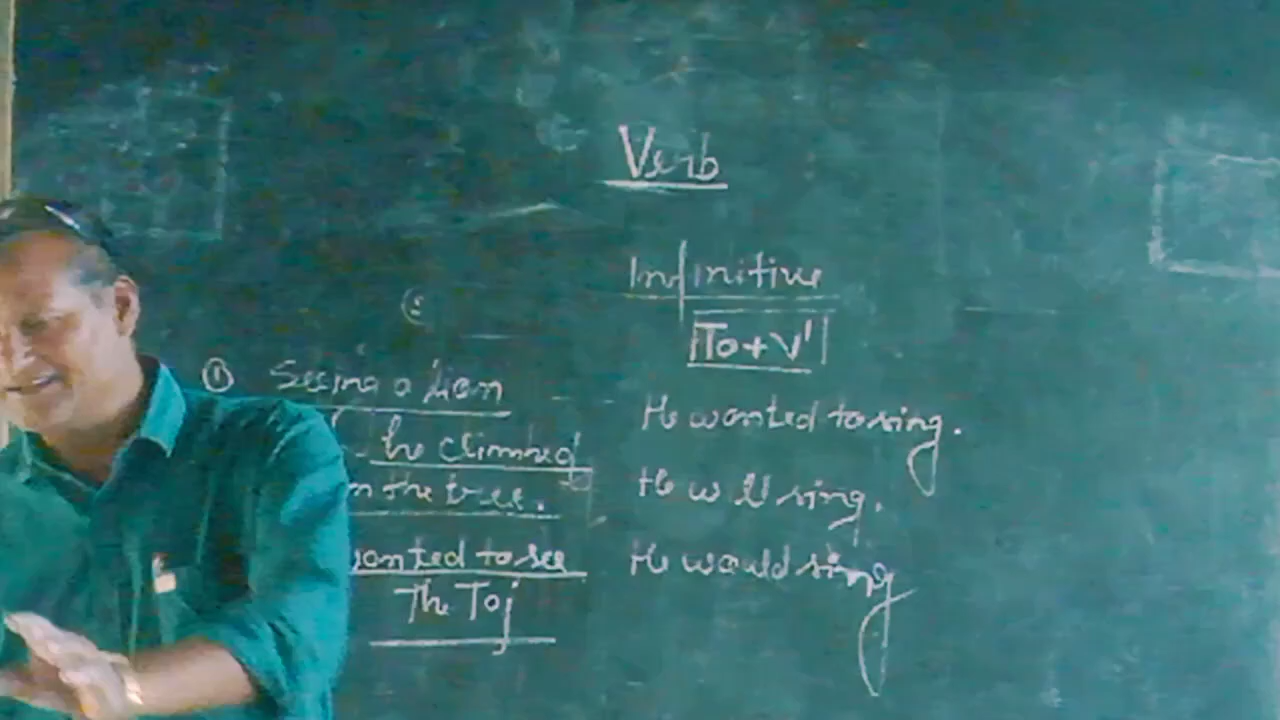 Verb
Infinitive
To + V'
① Seeing a lion
he climbed
the tree.
wanted to see
The Taj
He wanted to sing.
He will sing.
He would sing